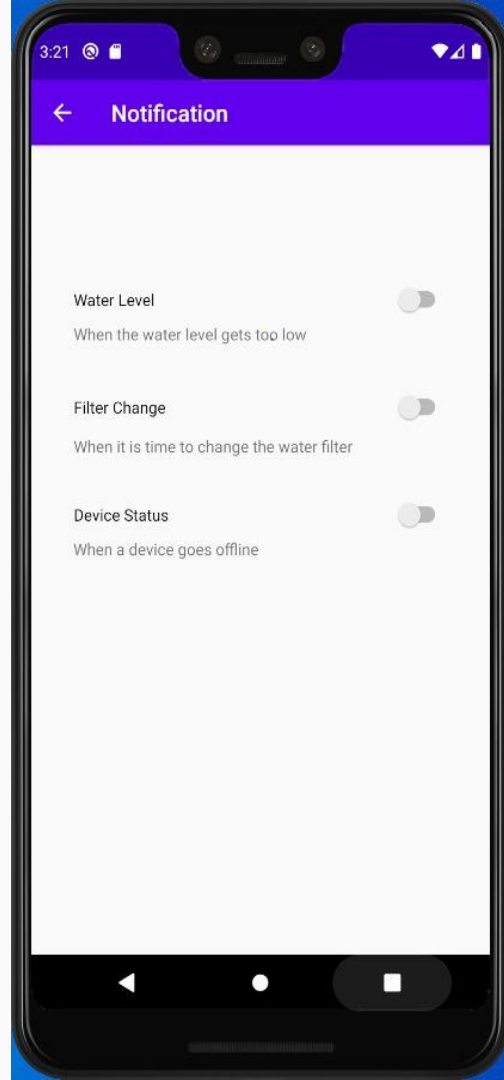 3:21
Notification
Water Level
When the water level gets too low
Filter Change
When it is time to change the water filter
Device Status
When a device goes offline